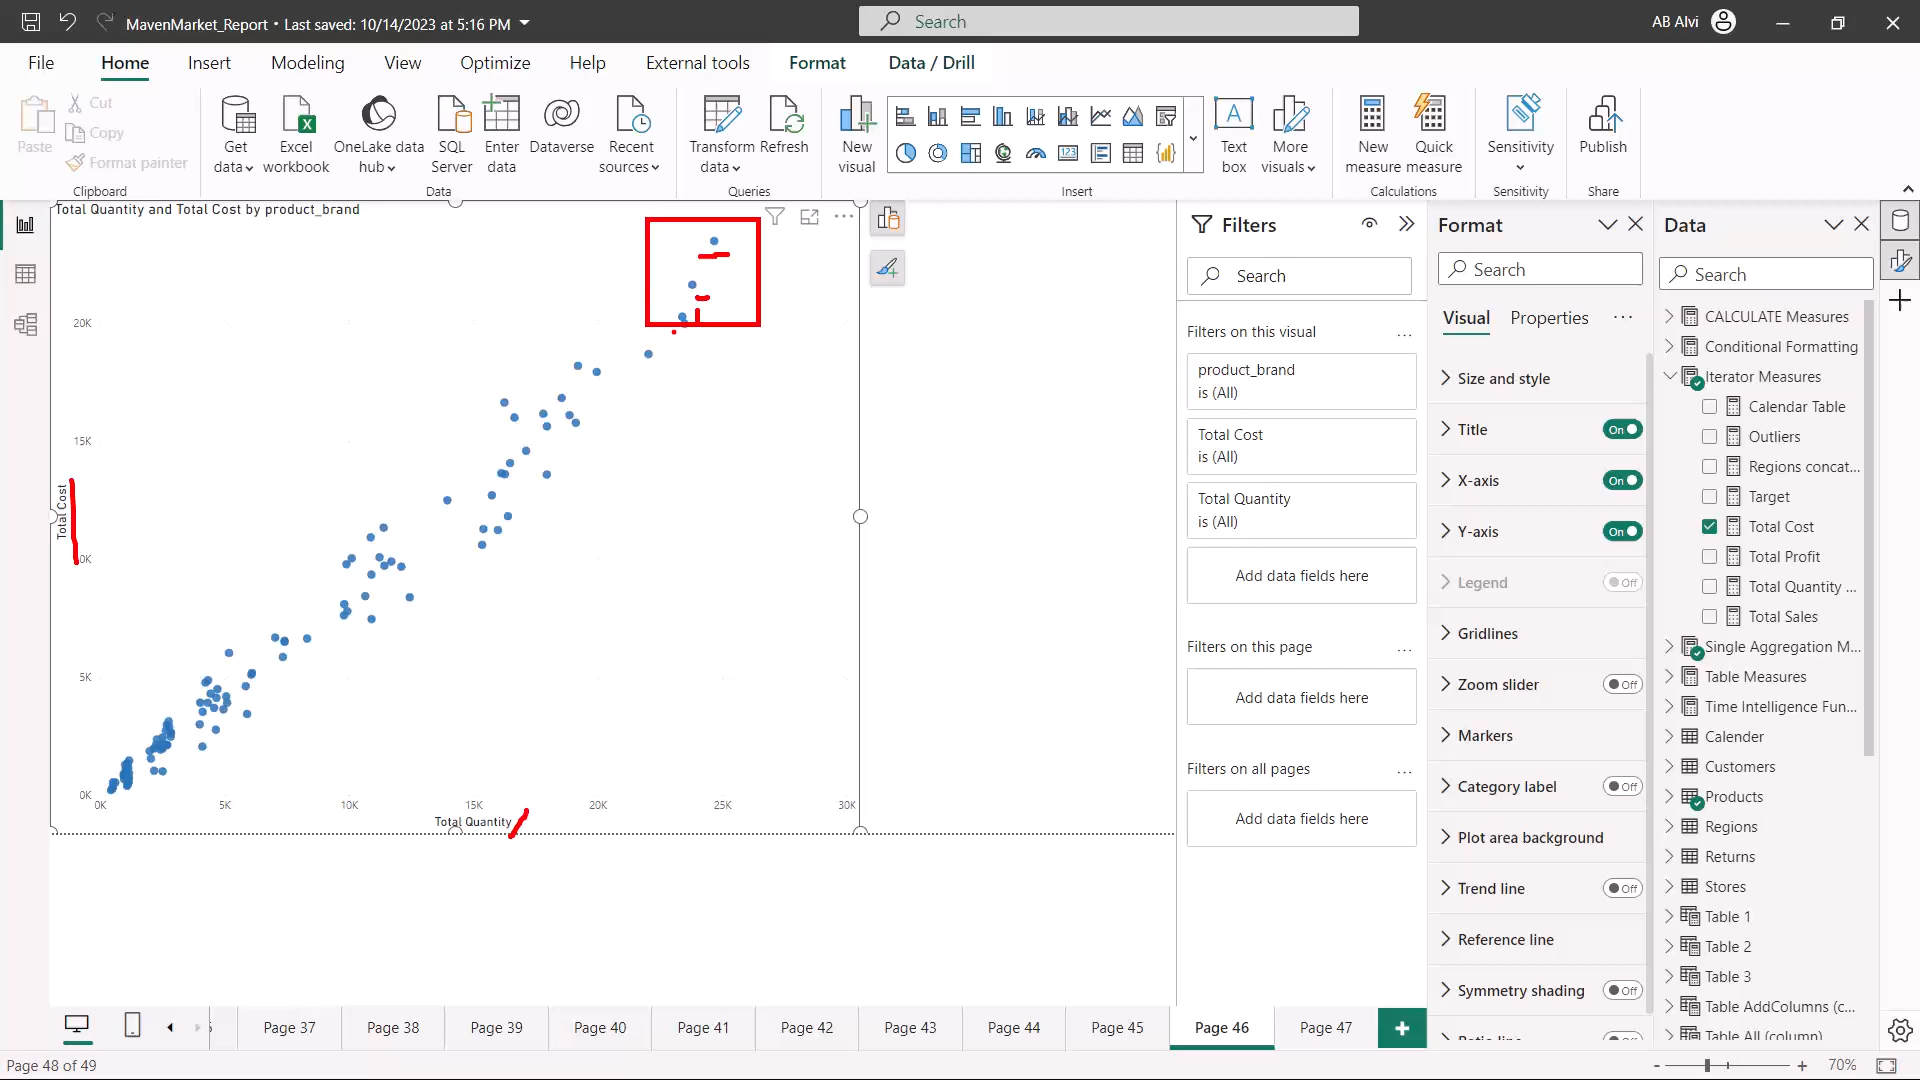 MavenMarket_Report • Last saved: 10/14/2023 at 5:16 PM
Search
AB Alvi
File
Home
Insert
Modeling
View
Optimize
Help
External tools
Format
Data / Drill
Paste
Cut
Copy
Format painter
Clipboard
Get data
Excel workbook
OneLake data hub
SQL Server
Enter data
Dataverse
Recent sources
Data
Transform data
Refresh
Queries
New visual
Text box
More visuals
Insert
New measure
Quick measure
Calculations
Sensitivity
Sensitivity
Publish
Share
Total Quantity and Total Cost by product_brand
Total Cost
20K
15K
0K
5K
0K
0K
5K
10K
15K
20K
25K
30K
Total Quantity
Filters
Search
Filters on this visual
...
product_brand
is (All)
Total Cost
is (All)
Total Quantity
is (All)
Add data fields here
Filters on this page
...
Add data fields here
Filters on all pages
...
Add data fields here
Format
Search
Visual
Properties
...
Size and style
Title
On
X-axis
On
Y-axis
On
Legend
Off
Gridlines
Zoom slider
Off
Markers
Category label
Off
Plot area background
Trend line
Off
Reference line
Symmetry shading
Off
Data
Search
CALCULATE Measures
Conditional Formatting
Iterator Measures
Calendar Table
Outliers
Regions concat...
Target
Total Cost
Total Profit
Total Quantity ...
Total Sales
Single Aggregation M...
Table Measures
Time Intelligence Fun...
Calender
Customers
Products
Regions
Returns
Stores
Table 1
Table 2
Table 3
Table AddColumns (c...
Table All (column)
Page 37
Page 38
Page 39
Page 40
Page 41
Page 42
Page 43
Page 44
Page 45
Page 46
Page 47
Page 48 of 49
70%